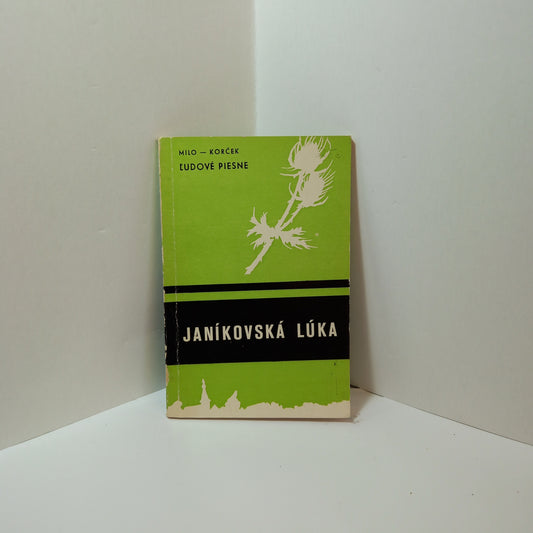 MILO — KORČEK
ĽUDOVÉ PIESNE
JANÍKOVSKÁ LÚKA